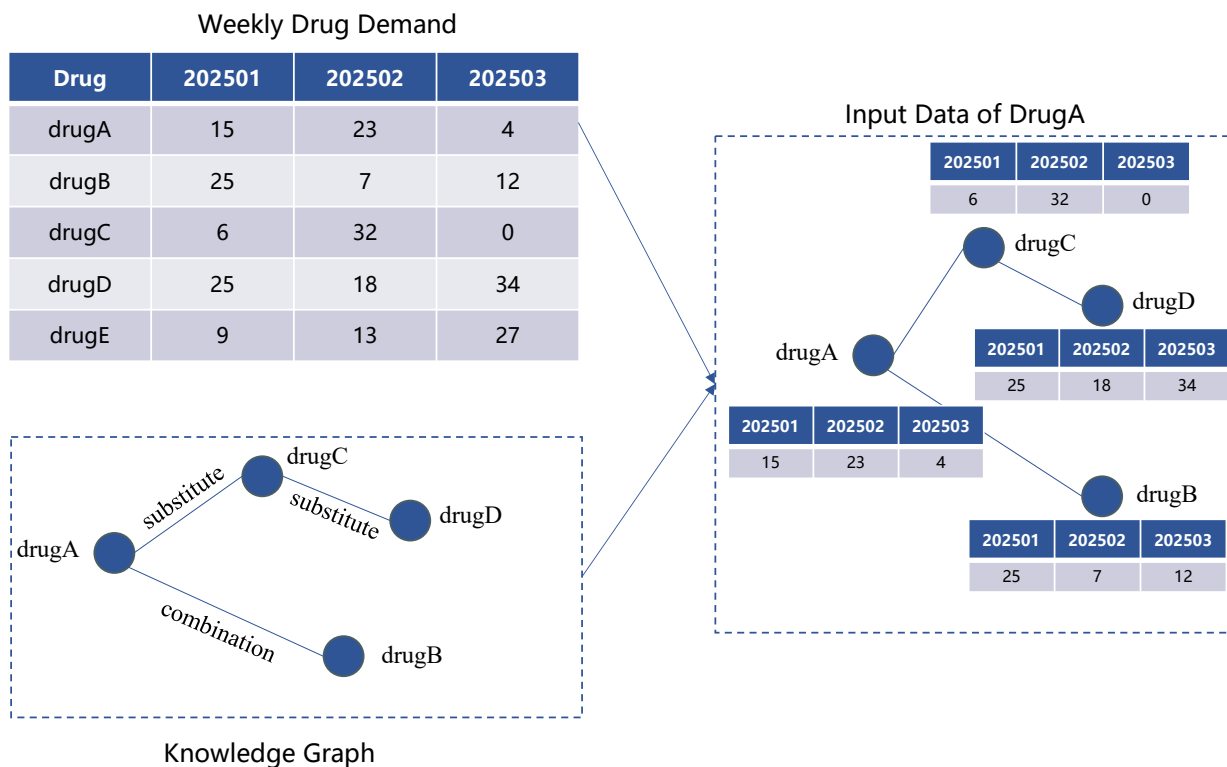 Weekly Drug Demand
Drug 202501 202502 202503
drugA 15 23 4
drugB 25 7 12
drugC 6 32 0
drugD 25 18 34
drugE 9 13 27
drugC
substitute
substitute
drugD
drugA
combination
drugB
Knowledge Graph
Input Data of DrugA
202501 202502 202503
6 32 0
drugC
drugD
drugA
202501 202502 202503
25 18 34
202501 202502 202503
15 23 4
drugB
202501 202502 202503
25 7 12